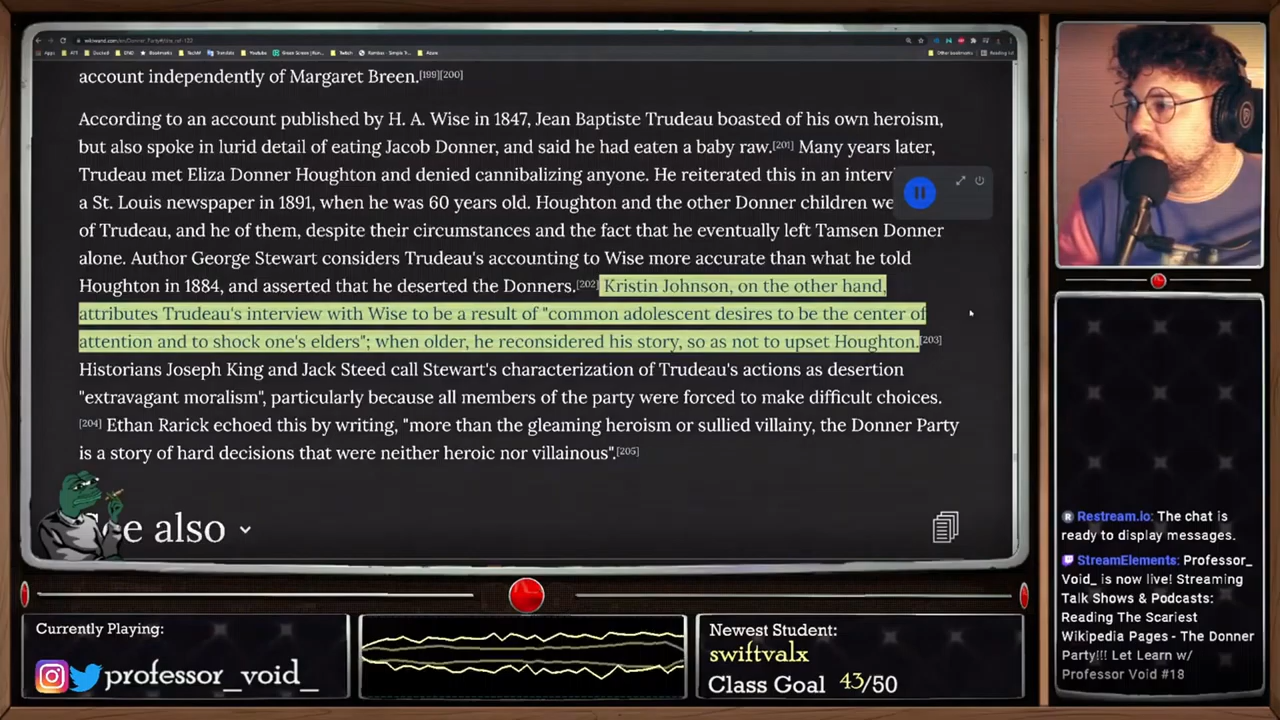 account independently of Margaret Breen.[199][200]
According to an account published by H. A. Wise in 1847, Jean Baptiste Trudeau boasted of his own heroism,
but also spoke in lurid detail of eating Jacob Donner, and said he had eaten a baby raw.[201] Many years later,
Trudeau met Eliza Donner Houghton and denied cannibalizing anyone. He reiterated this in an
a St. Louis newspaper in 1891, when he was 60 years old. Houghton and the other Donner children
of Trudeau, and he of them, despite their circumstances and the fact that he eventually left Tamsen Donner
alone. Author George Stewart considers Trudeau's accounting to Wise more accurate than what he told
Houghton in 1884, and asserted that he deserted the Donners.[202] Kristin Johnson, on the other hand,
attributes Trudeau's interview with Wise to be a result of "common adolescent desires to be the center of
attention and to shock one's elders"; when older, he reconsidered his story, so as not to upset Houghton.[203]
Historians Joseph King and Jack Steed call Stewart's characterization of Trudeau's actions as desertion
"extravagant moralism", particularly because all members of the party were forced to make difficult choices.
[204] Ethan Rarick echoed this by writing, "more than the gleaming heroism or sullied villainy, the Donner Party
is a story of hard decisions that were neither heroic nor villainous".[205]
See also
Restream.io: The chat is
ready to display messages.
StreamElements: Professor_
Void_ is now live! Streaming
Talk Shows & Podcasts:
Reading The Scariest
Wikipedia Pages - The Donner
Party!!! Let Learn w/
Professor Void #18
Currently Playing:
professor_void_
Newest Student:
swiftvalx
Class Goal 43/50